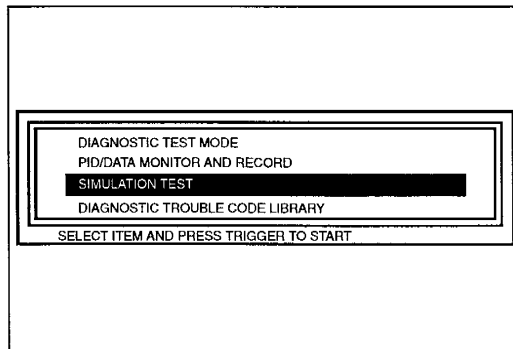 DIAGNOSTIC TEST MODE
PID/DATA MONITOR AND RECORD
SIMULATION TEST
DIAGNOSTIC TROUBLE CODE LIBRARY
SELECT ITEM AND PRESS TRIGGER TO START